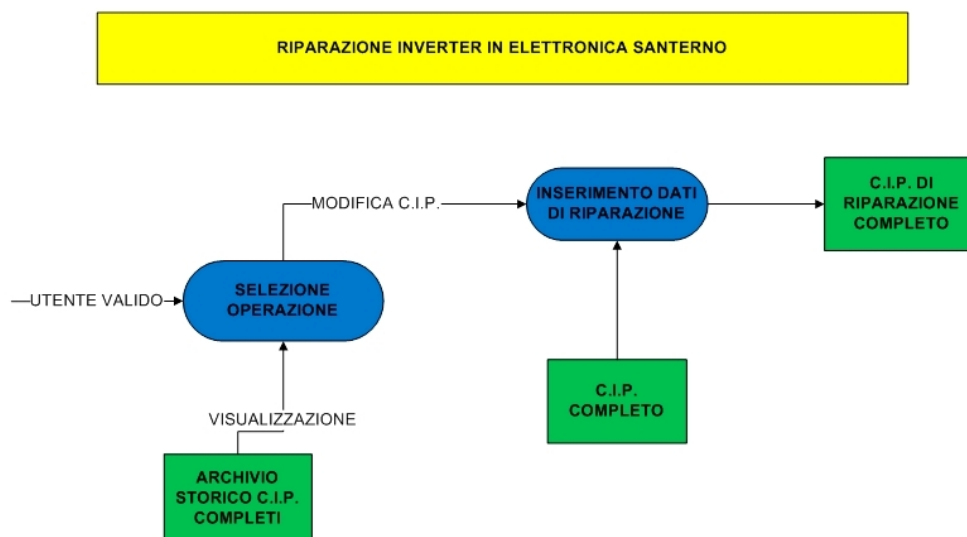 RIPARAZIONE INVERTER IN ELETTRONICA SANTERNO
C.I.P. DI
RIPARAZIONE
COMPLETO
INSERIMENTO DATI
DI RIPARAZIONE
MODIFICA C.I.P.
SELEZIONE
OPERAZIONE
UTENTE VALIDO
C.I.P.
COMPLETO
VISUALIZZAZIONE
ARCHIVIO
STORICO C.I.P.
COMPLETI